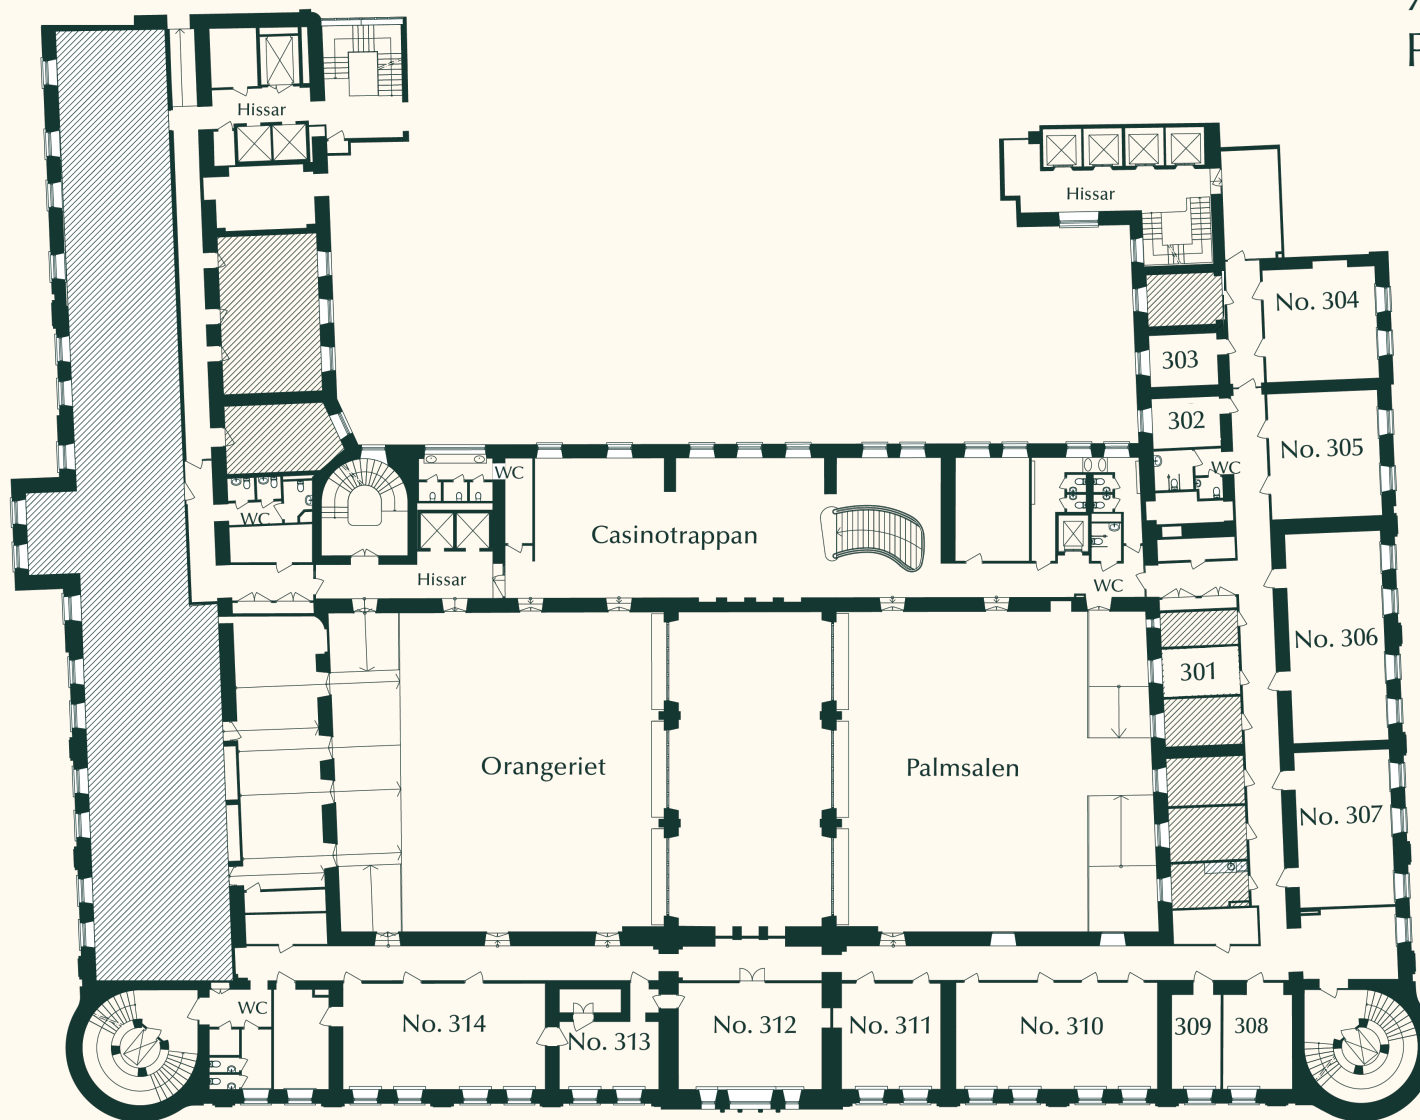 Hissar
Hissar
No. 304
303
302
No. 305
WC
WC
WC
Casinotrappan
Hissar
WC
No. 306
301
Orangeriet
Palmsalen
No. 307
WC
No. 314
No. 313
No. 312
No. 311
No. 310
309
308